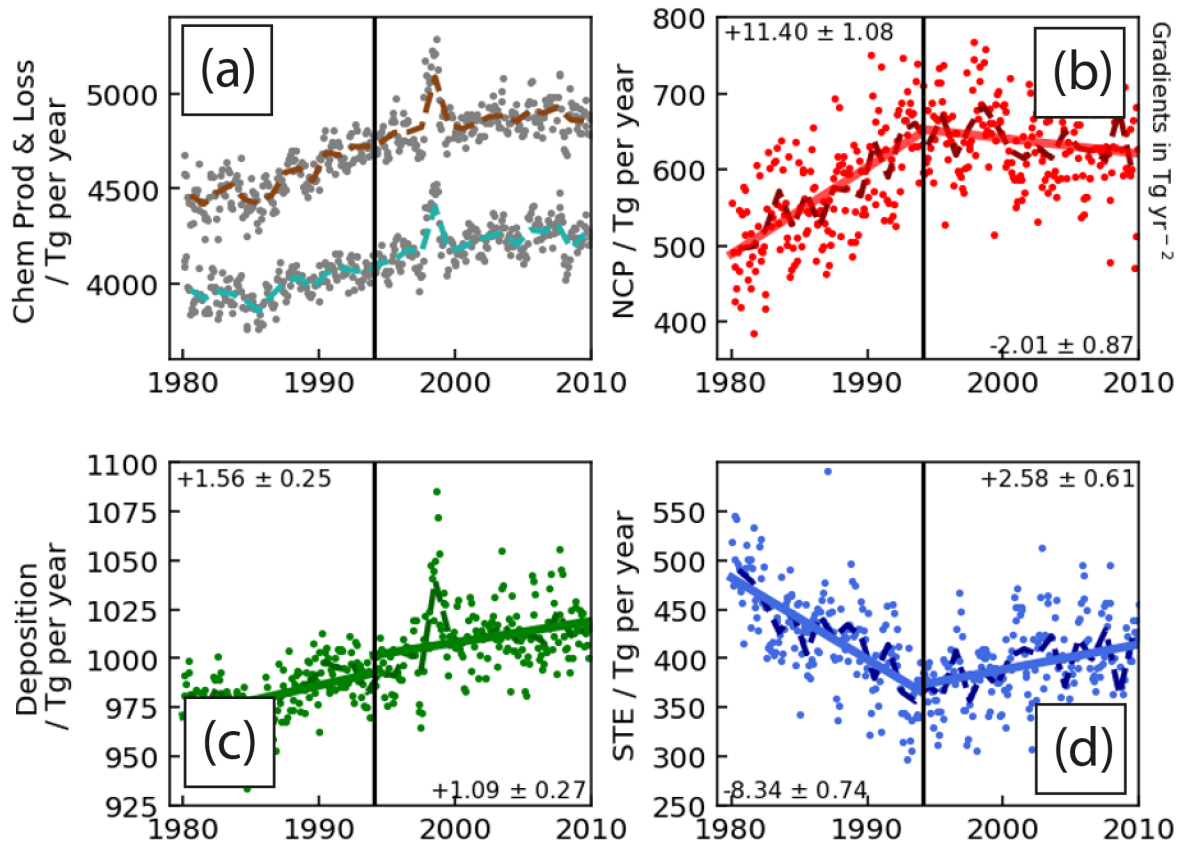 (a)
Chem Prod & Loss
/ Tg per year
5000
4500
4000
1980
1990
2000
2010
(b)
+11.40 ± 1.08
-2.01 ± 0.87
NCP / Tg per year
800
700
600
500
400
1980
1990
2000
2010
Gradients in Tg yr⁻²
(c)
+1.56 ± 0.25
+1.09 ± 0.27
Deposition
/ Tg per year
1100
1075
1050
1025
1000
975
950
925
1980
1990
2000
2010
(d)
+2.58 ± 0.61
-8.34 ± 0.74
STE / Tg per year
550
500
450
400
350
300
250
1980
1990
2000
2010